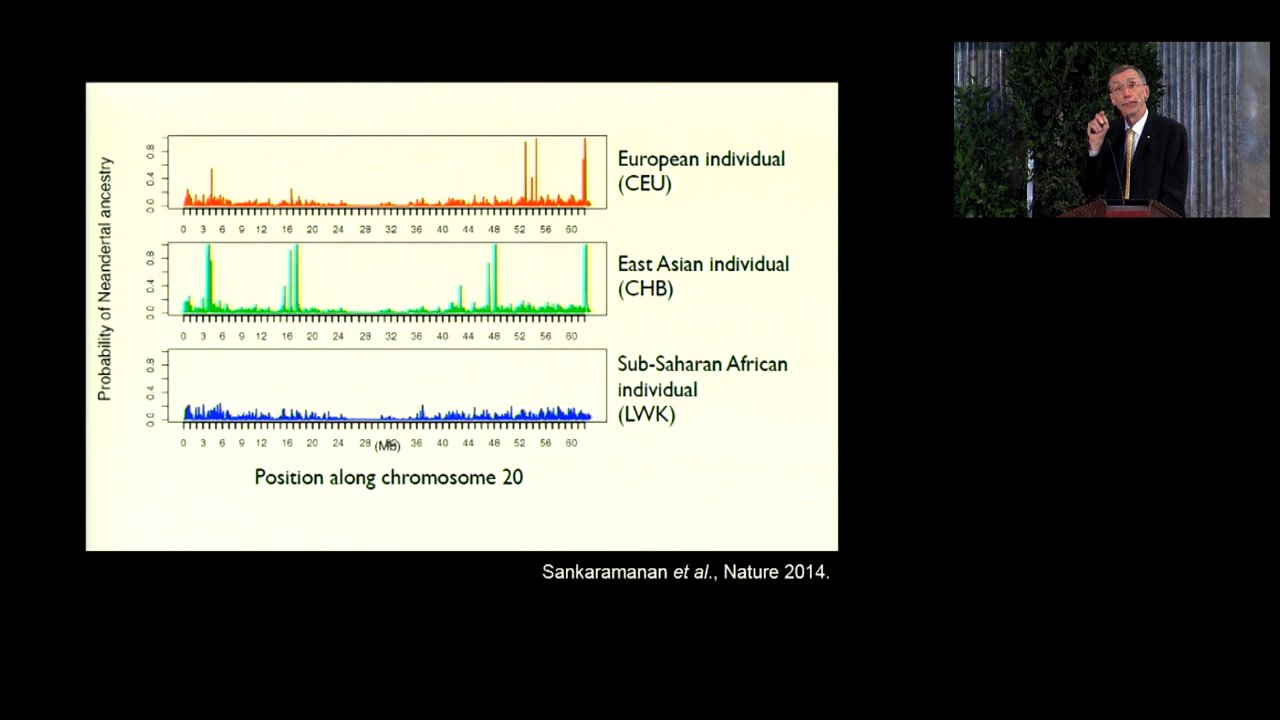 Probability of Neandertal ancestry
0.8
0.4
0.0
0 3 6 9 12 16 20 24 28 32 36 40 44 48 52 56 60
European individual
(CEU)
0.8
0.4
0.0
0 3 6 9 12 16 20 24 28 32 36 40 44 48 52 56 60
East Asian individual
(CHB)
0.8
0.4
0.0
0 3 6 9 12 16 20 24 28 32 36 40 44 48 52 56 60
(Mb)
Sub-Saharan African
individual
(LWK)
Position along chromosome 20
Sankaramanan et al., Nature 2014.